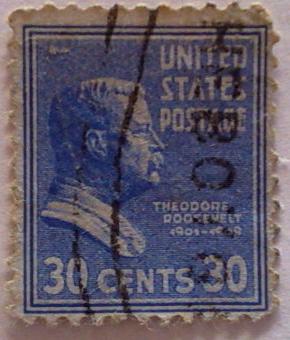 UNITED
STATES
POSTAGE
THEODORE
ROOSEVELT
1901-1909
30 CENTS 30